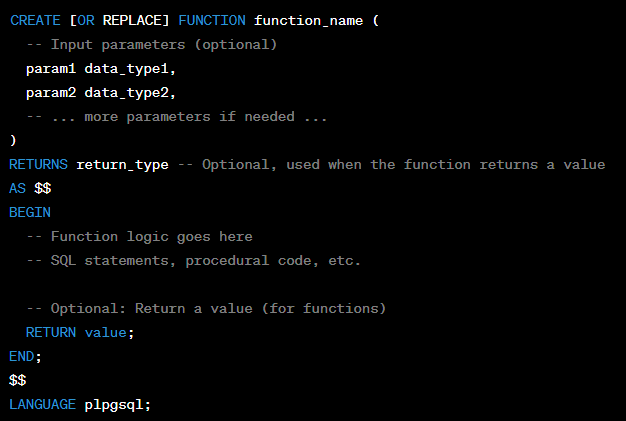 CREATE [OR REPLACE] FUNCTION function_name (
  -- Input parameters (optional)
  param1 data_type1,
  param2 data_type2,
  -- ... more parameters if needed ...
)
RETURNS return_type -- Optional, used when the function returns a value
AS $$
BEGIN
  -- Function logic goes here
  -- SQL statements, procedural code, etc.

  -- Optional: Return a value (for functions)
  RETURN value;
END;
$$
LANGUAGE plpgsql;